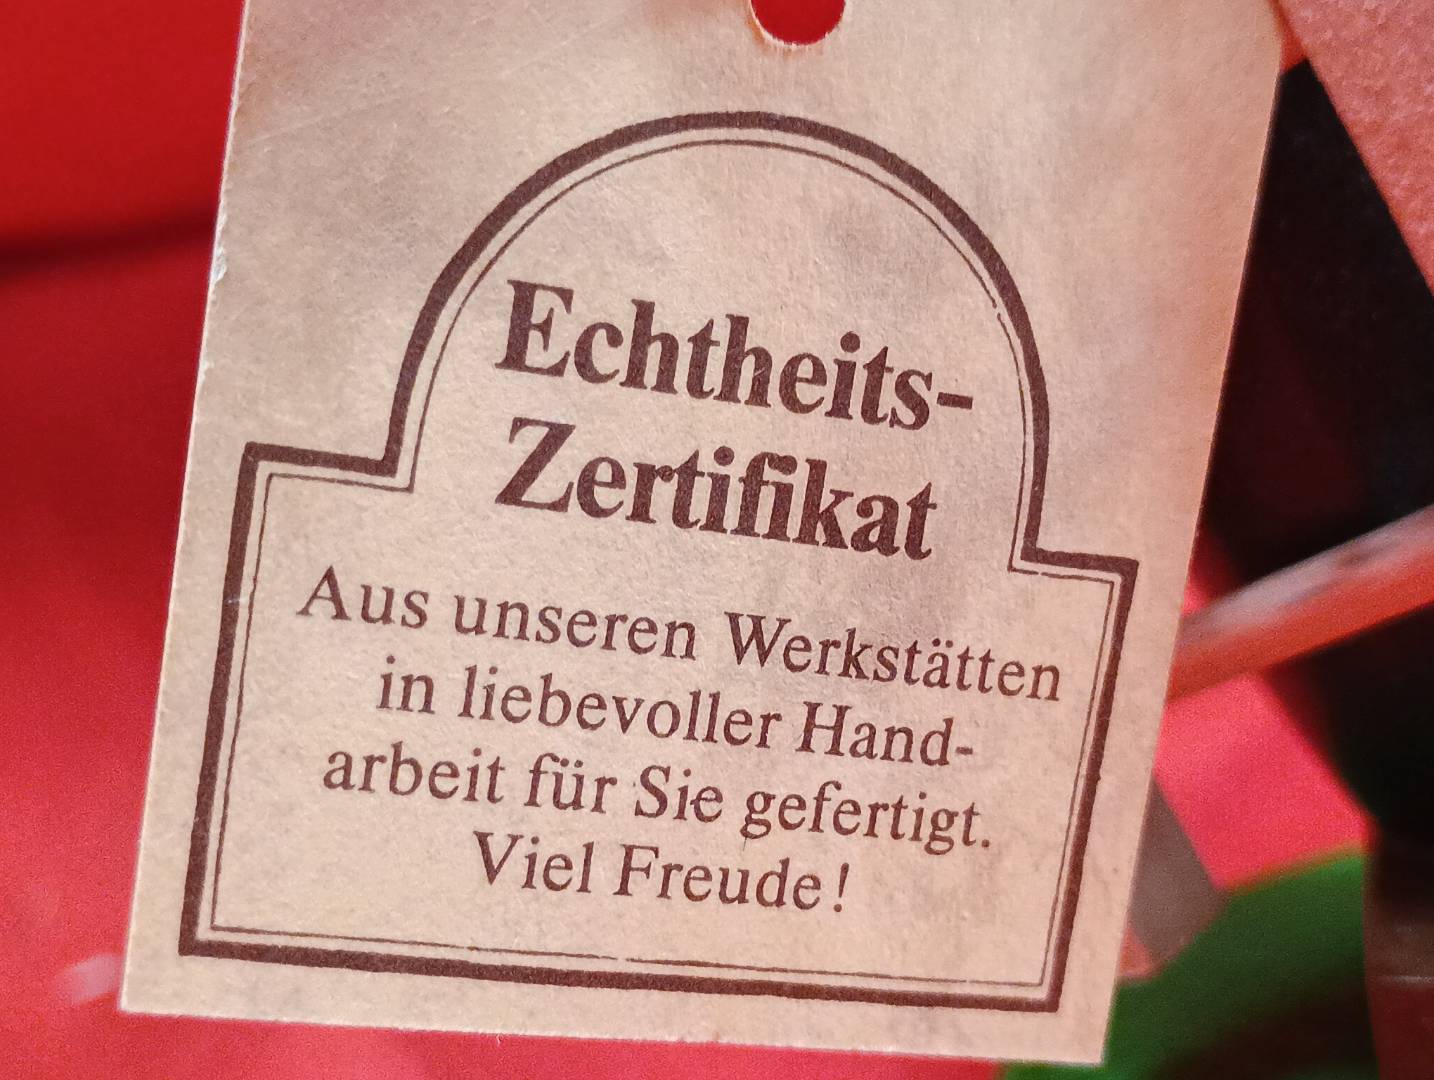 Echtheits-
Zertifikat
Aus unseren Werkstätten
in liebevoller Hand-
arbeit für Sie gefertigt.
Viel Freude!